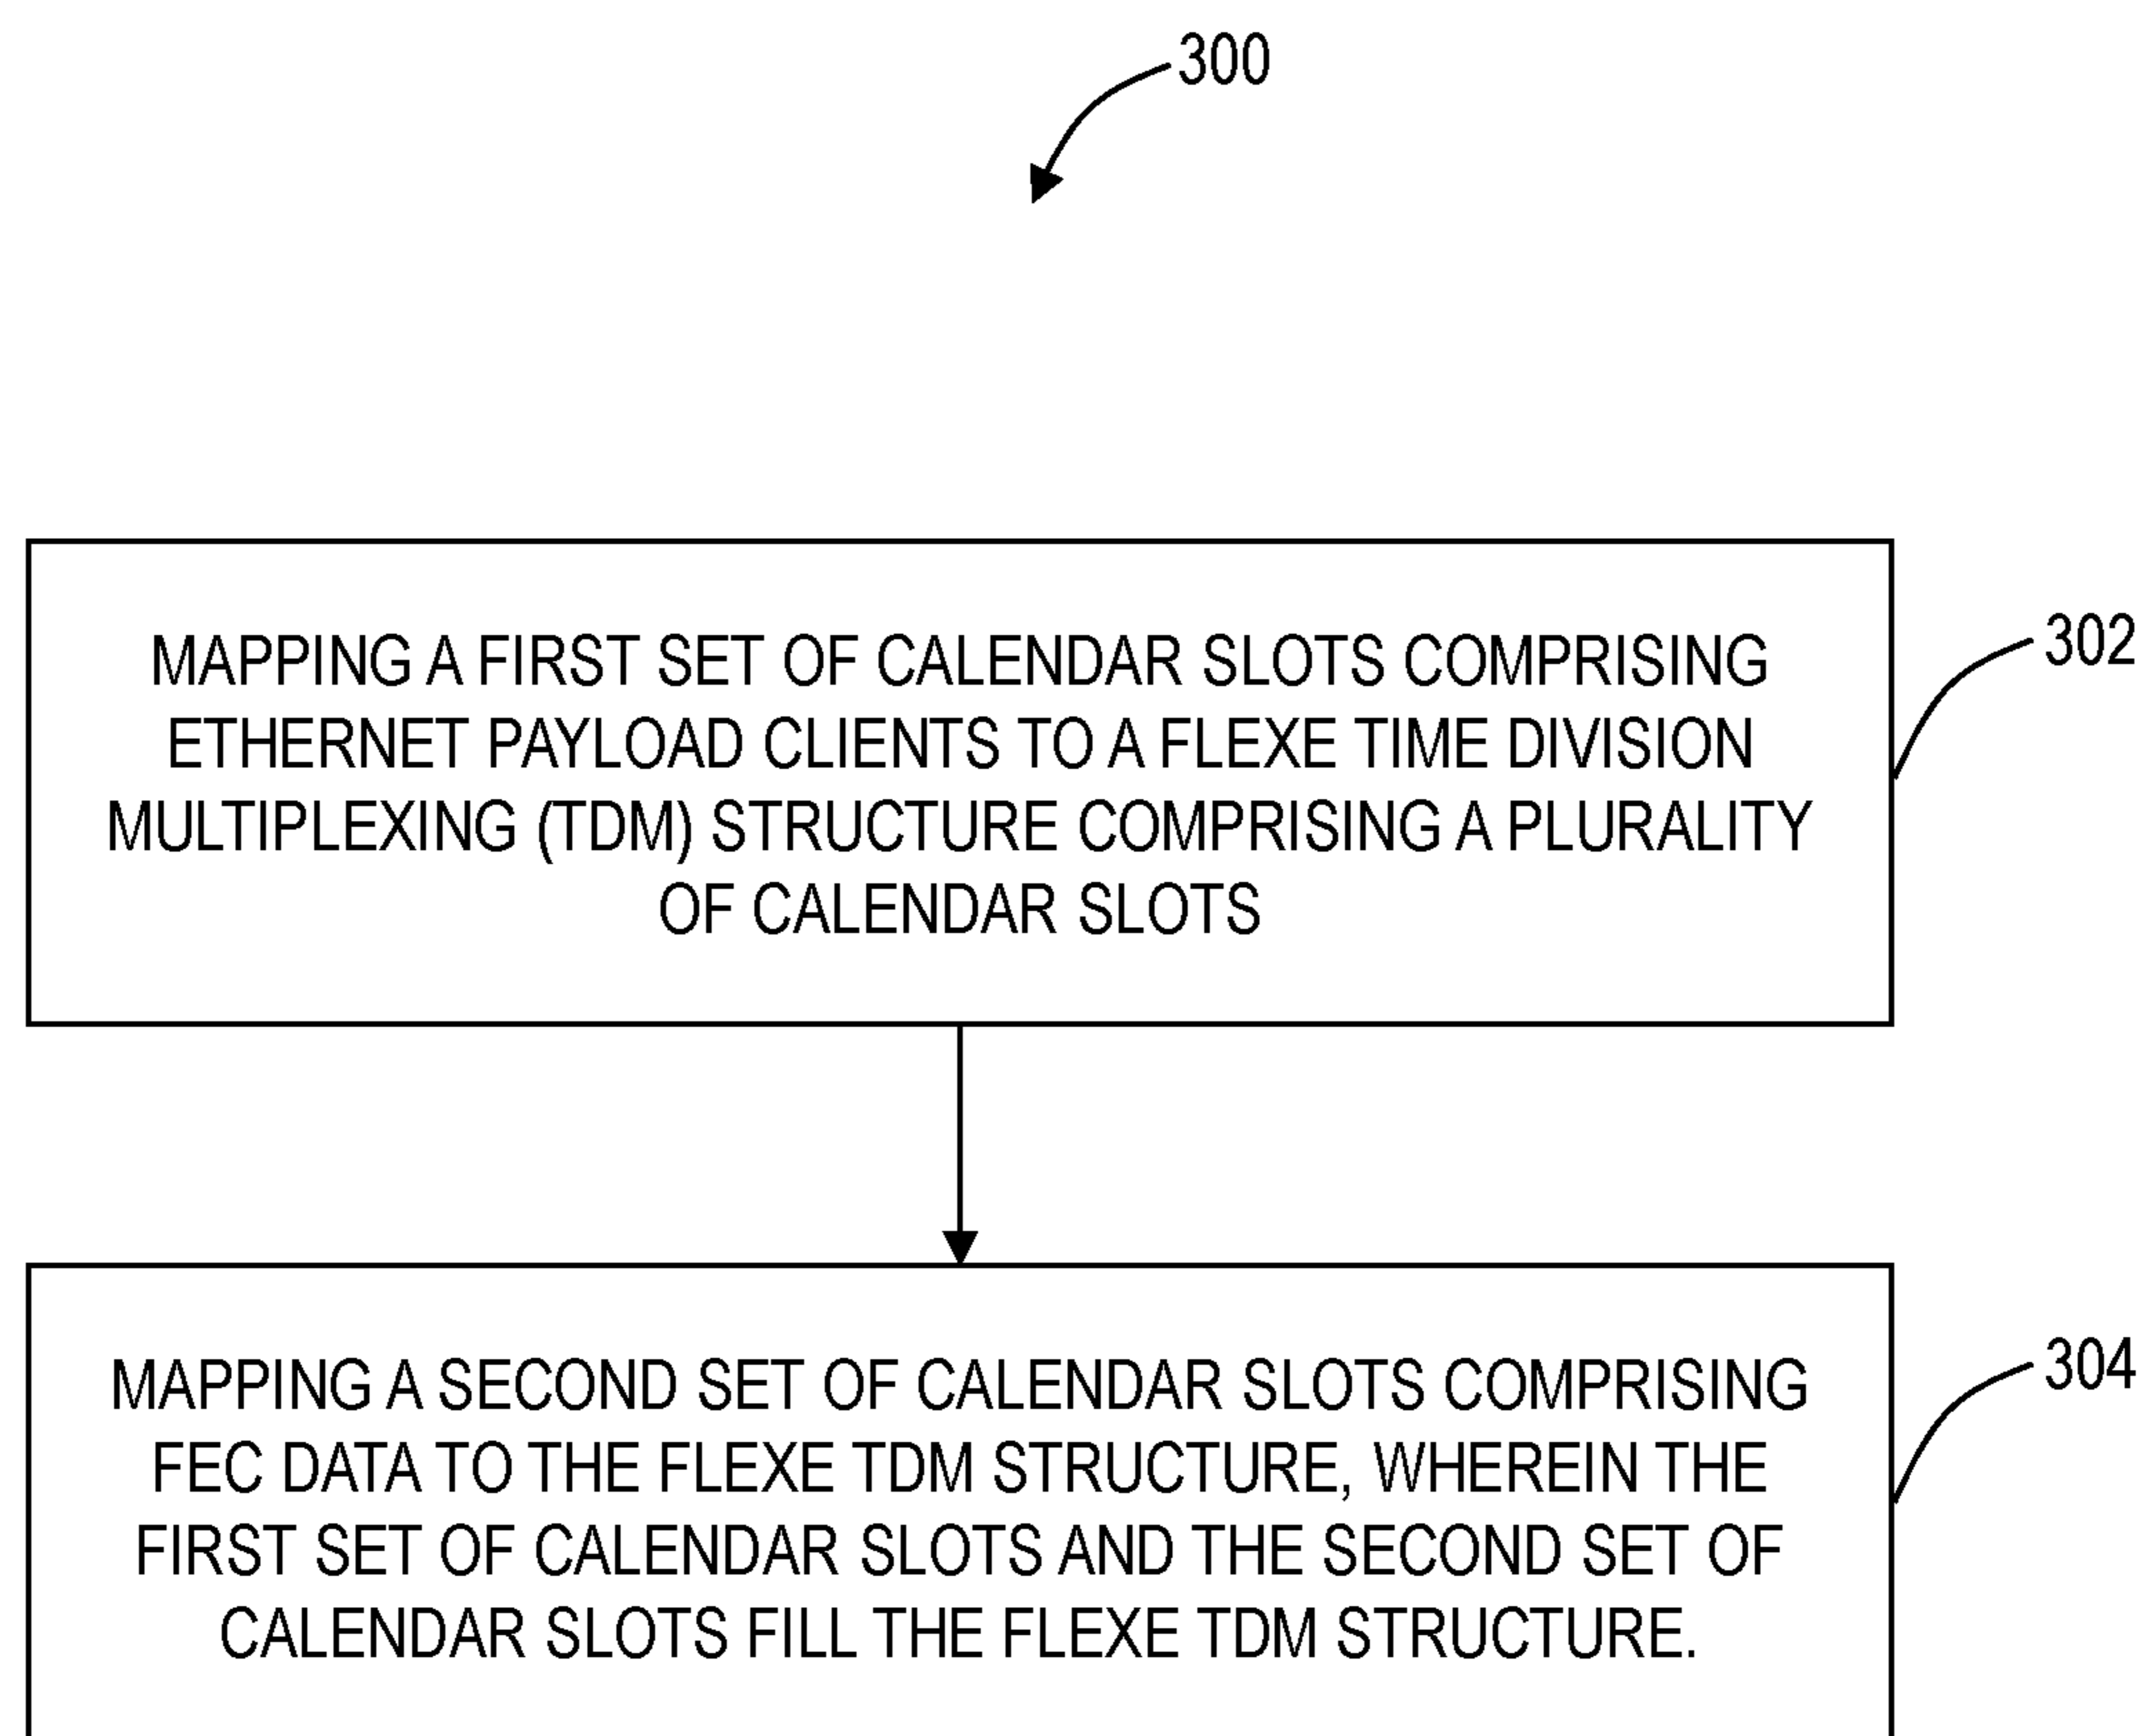 300
MAPPING A FIRST SET OF CALENDAR SLOTS COMPRISING
ETHERNET PAYLOAD CLIENTS TO A FLEXE TIME DIVISION
MULTIPLEXING (TDM) STRUCTURE COMPRISING A PLURALITY
OF CALENDAR SLOTS
302
MAPPING A SECOND SET OF CALENDAR SLOTS COMPRISING
FEC DATA TO THE FLEXE TDM STRUCTURE, WHEREIN THE
FIRST SET OF CALENDAR SLOTS AND THE SECOND SET OF
CALENDAR SLOTS FILL THE FLEXE TDM STRUCTURE.
304